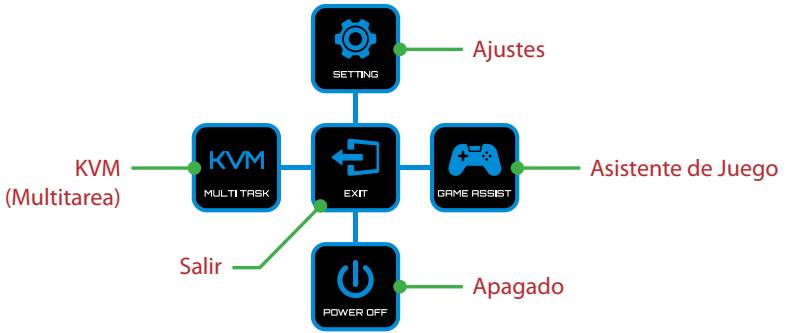 SETTING
Ajustes
KVM
(Multitarea)
KVM
MULTI TASK
EXIT
GAME ASSIST
Asistente de Juego
Salir
POWER OFF
Apagado